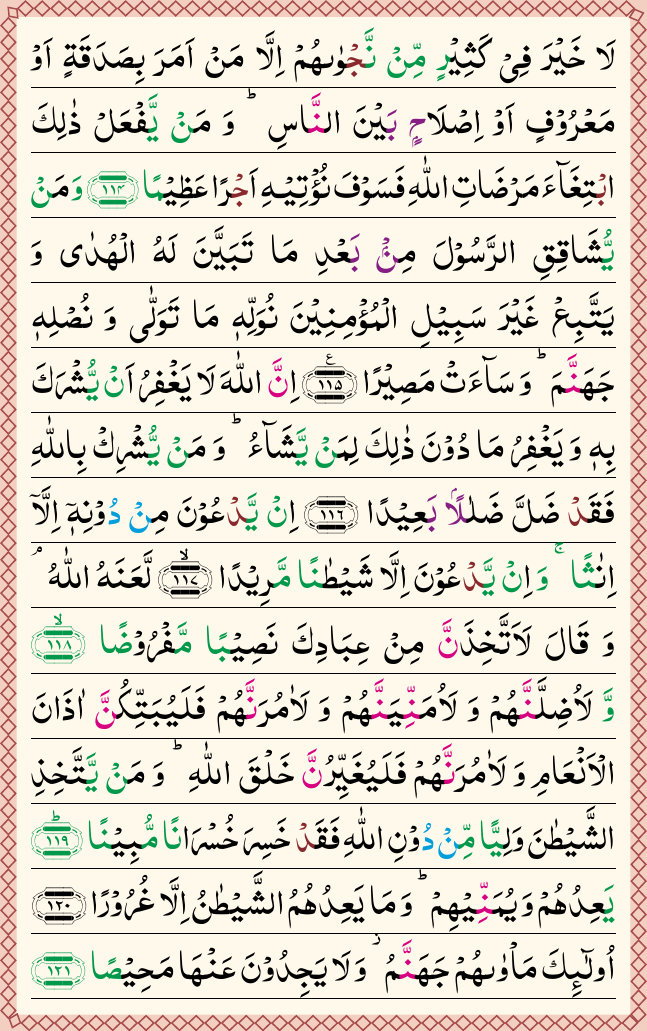 لَا خَيْرَ فِىْ كَثِيْرٍ مِّنْ نَّجْوٰىهُمْ اِلَّا مَنْ اَمَرَ بِصَدَقَةٍ اَوْ
مَعْرُوْفٍ اَوْ اِصْلَاحٍۭ بَيْنَ النَّاسِ ؕ وَ مَنْ يَّفْعَلْ ذٰلِكَ
ابْتِغَآءَ مَرْضَاتِ اللّٰهِ فَسَوْفَ نُؤْتِيْهِ اَجْرًا عَظِيْمًا ﴿۱۱۴﴾ وَمَنْ
يُّشَاقِقِ الرَّسُوْلَ مِنْۢ بَعْدِ مَا تَبَيَّنَ لَهُ الْهُدٰى وَ
يَتَّبِعْ غَيْرَ سَبِيْلِ الْمُؤْمِنِيْنَ نُوَلِّهٖ مَا تَوَلّٰى وَ نُصْلِهٖ
جَهَنَّمَ ؕ وَ سَآءَتْ مَصِيْرًا ﴿۱۱۵﴾ ع اِنَّ اللّٰهَ لَا يَغْفِرُ اَنْ يُّشْرَكَ
بِهٖ وَ يَغْفِرُ مَا دُوْنَ ذٰلِكَ لِمَنْ يَّشَآءُ ؕ وَ مَنْ يُّشْرِكْ بِاللّٰهِ
فَقَدْ ضَلَّ ضَلٰلًاۢ بَعِيْدًا ﴿۱۱۶﴾ اِنْ يَّدْعُوْنَ مِنْ دُوْنِهٖۤ اِلَّاۤ
اِنٰثًا ۚ وَ اِنْ يَّدْعُوْنَ اِلَّا شَيْطٰنًا مَّرِيْدًا ﴿۱۱۷﴾ ۙ لَّعَنَهُ اللّٰهُ ۘ
وَ قَالَ لَاَتَّخِذَنَّ مِنْ عِبَادِكَ نَصِيْبًا مَّفْرُوْضًا ﴿۱۱۸﴾ ۙ
وَّ لَاُضِلَّنَّهُمْ وَ لَاُمَنِّيَنَّهُمْ وَ لَاٰمُرَنَّهُمْ فَلَيُبَتِّكُنَّ اٰذَانَ
الْاَنْعَامِ وَ لَاٰمُرَنَّهُمْ فَلَيُغَيِّرُنَّ خَلْقَ اللّٰهِ ؕ وَ مَنْ يَّتَّخِذِ
الشَّيْطٰنَ وَلِيًّا مِّنْ دُوْنِ اللّٰهِ فَقَدْ خَسِرَ خُسْرَانًا مُّبِيْنًا ﴿۱۱۹﴾ ؕ
يَعِدُهُمْ وَ يُمَنِّيْهِمْ ؕ وَ مَا يَعِدُهُمُ الشَّيْطٰنُ اِلَّا غُرُوْرًا ﴿۱۲۰﴾
اُولٰٓئِكَ مَاْوٰىهُمْ جَهَنَّمُ ؗ وَ لَا يَجِدُوْنَ عَنْهَا مَحِيْصًا ﴿۱۲۱﴾